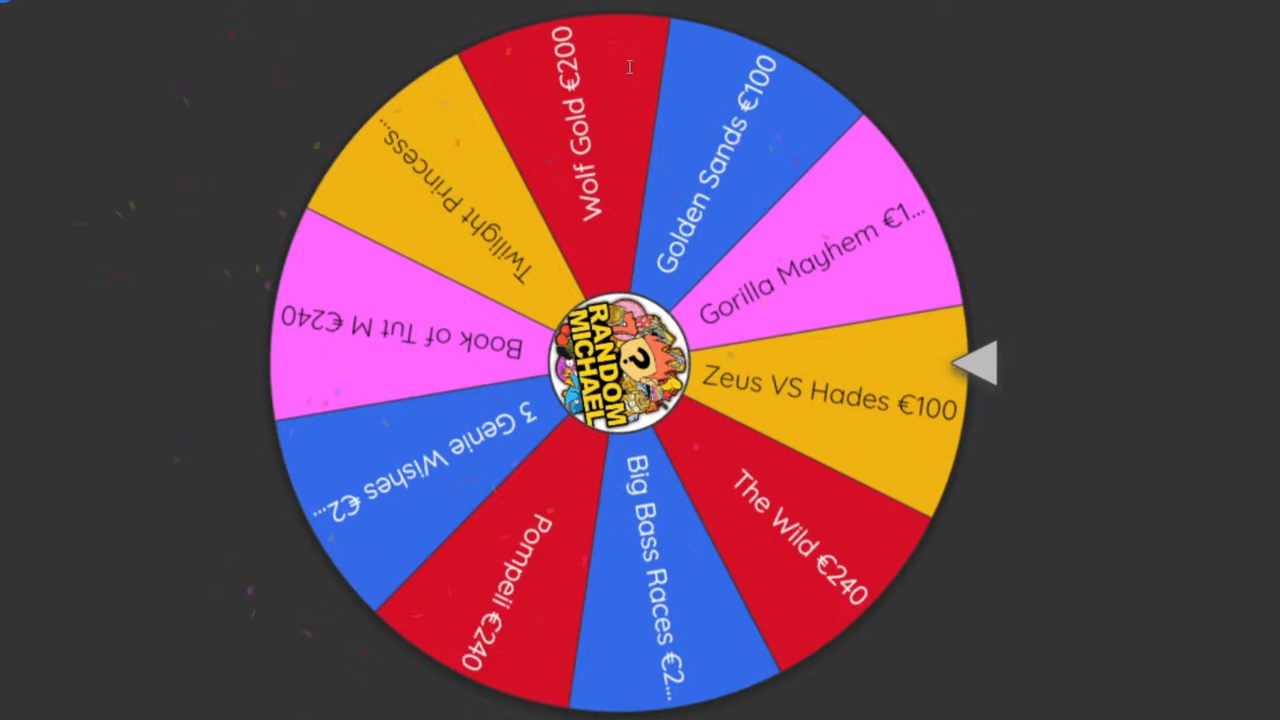 Wolf Gold €200
Golden Sands €100
Gorilla Mayhem €1...
Zeus VS Hades €100
The Wild €240
Big Bass Races €2...
Pompeii €240
3 Genie Wishes €2...
Book of Tut M €240
Twilight Princess...
RANDOM
MICHAEL
?
7